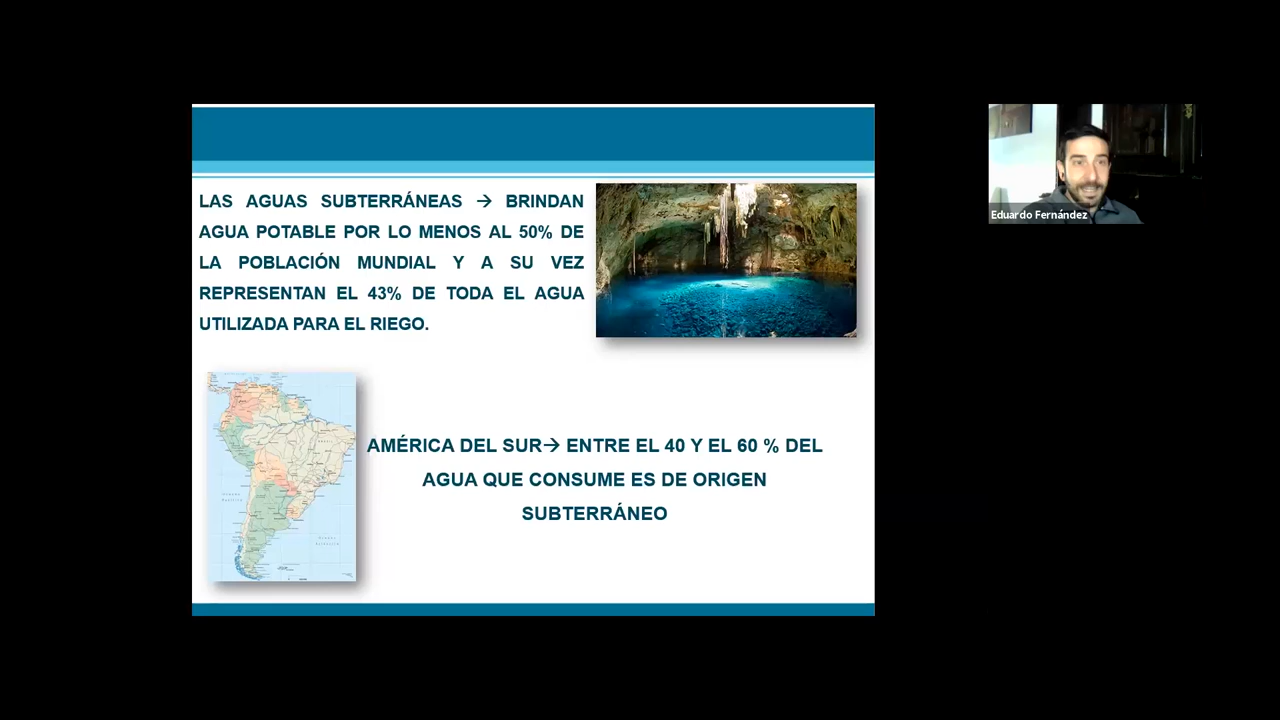 LAS AGUAS SUBTERRÁNEAS → BRINDAN
AGUA POTABLE POR LO MENOS AL 50% DE
LA POBLACIÓN MUNDIAL Y A SU VEZ
REPRESENTAN EL 43% DE TODA EL AGUA
UTILIZADA PARA EL RIEGO.
AMÉRICA DEL SUR→ ENTRE EL 40 Y EL 60 % DEL
AGUA QUE CONSUME ES DE ORIGEN
SUBTERRÁNEO
Eduardo Fernández